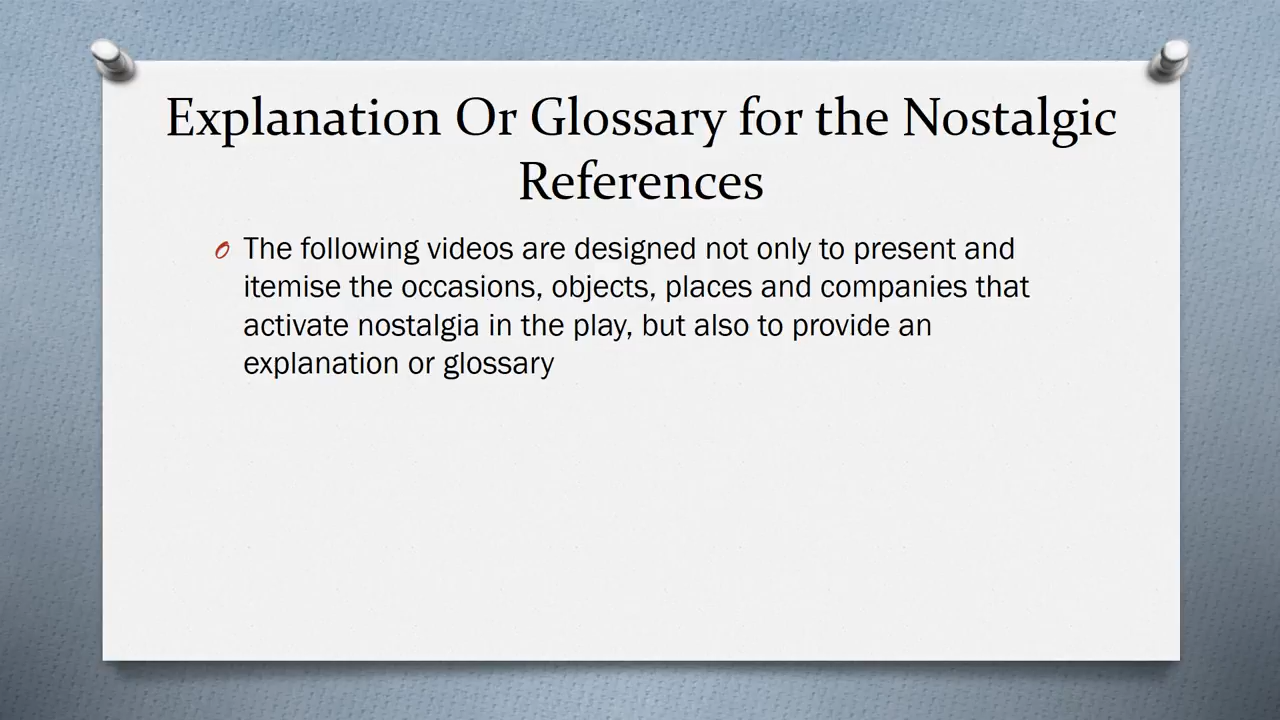 Explanation Or Glossary for the Nostalgic
References
The following videos are designed not only to present and
itemise the occasions, objects, places and companies that
activate nostalgia in the play, but also to provide an
explanation or glossary